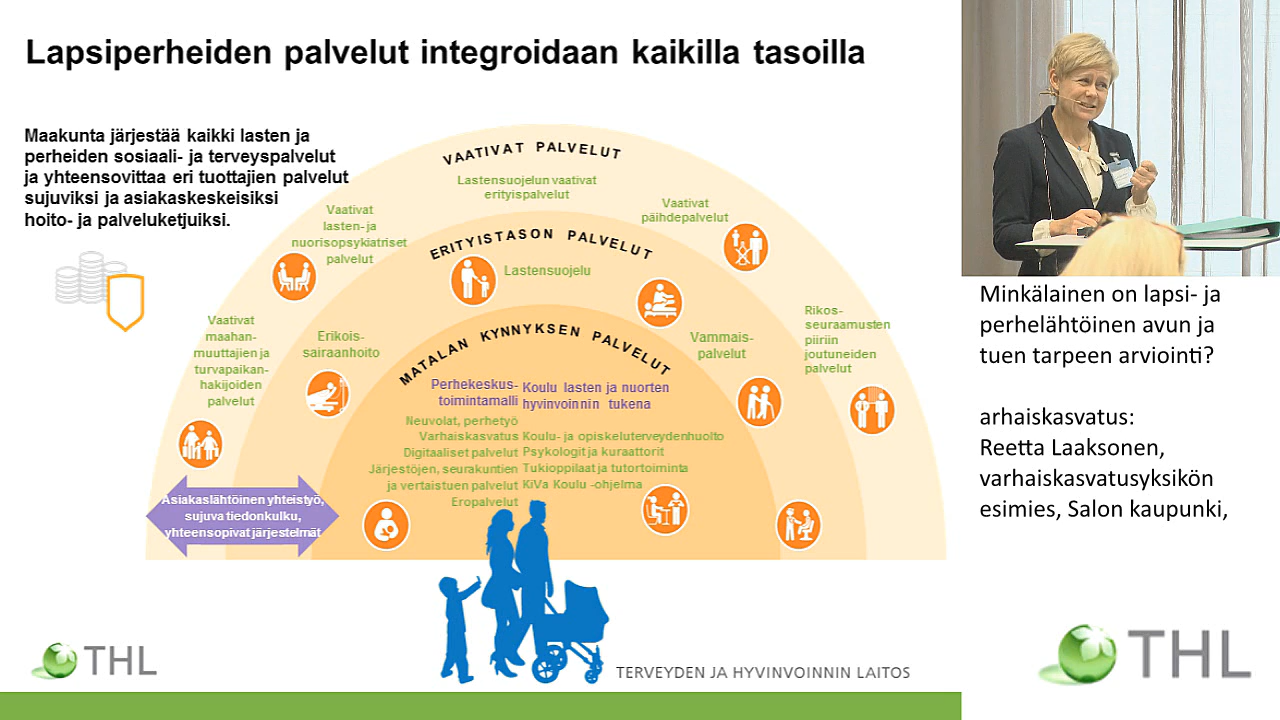 Lapsiperheiden palvelut integroidaan kaikilla tasoilla
Maakunta järjestää kaikki lasten ja
perheiden sosiaali- ja terveyspalvelut
ja yhteensovittaa eri tuottajien palvelut
sujuviksi ja asiakaskeskeisiksi
hoito- ja palveluketjuiksi.
VAATIVAT PALVELUT
Lastensuojelun vaativat
erityispalvelut
Vaativat
lasten- ja
nuorisopsykiatriset
palvelut
Vaativat
päihdepalvelut
ERITYISTASON PALVELUT
Lastensuojelu
Vaativat
maahan-
muuttajien ja
turvapaikan-
hakijoiden
palvelut
Erikois-
sairaanhoito
Vammais-
palvelut
Rikos-
seuraamusten
piiriin
joutuneiden
palvelut
MATALAN KYNNYKSEN PALVELUT
Perhekeskus-
toimintamalli
Koulu lasten ja nuorten
hyvinvoinnin tukena
Neuvolat, perhetyö
Varhaiskasvatus
Digitaaliset palvelut
Järjestöjen, seurakuntien
ja vertaistuen palvelut
Eropalvelut
Koulu- ja opiskeluterveydenhuolto
Psykologit ja kuraattorit
Tukioppilaat ja tutortoiminta
KiVa Koulu -ohjelma
Asiakaslähtöinen yhteistyö,
sujuva tiedonkulku,
yhteensopivat järjestelmät
THL
TERVEYDEN JA HYVINVOINNIN LAITOS
Minkälainen on lapsi- ja
perhelähtöinen avun ja
tuen tarpeen arviointi?
arhaiskasvatus:
Reetta Laaksonen,
varhaiskasvatusyksikön
esimies, Salon kaupunki,
THL